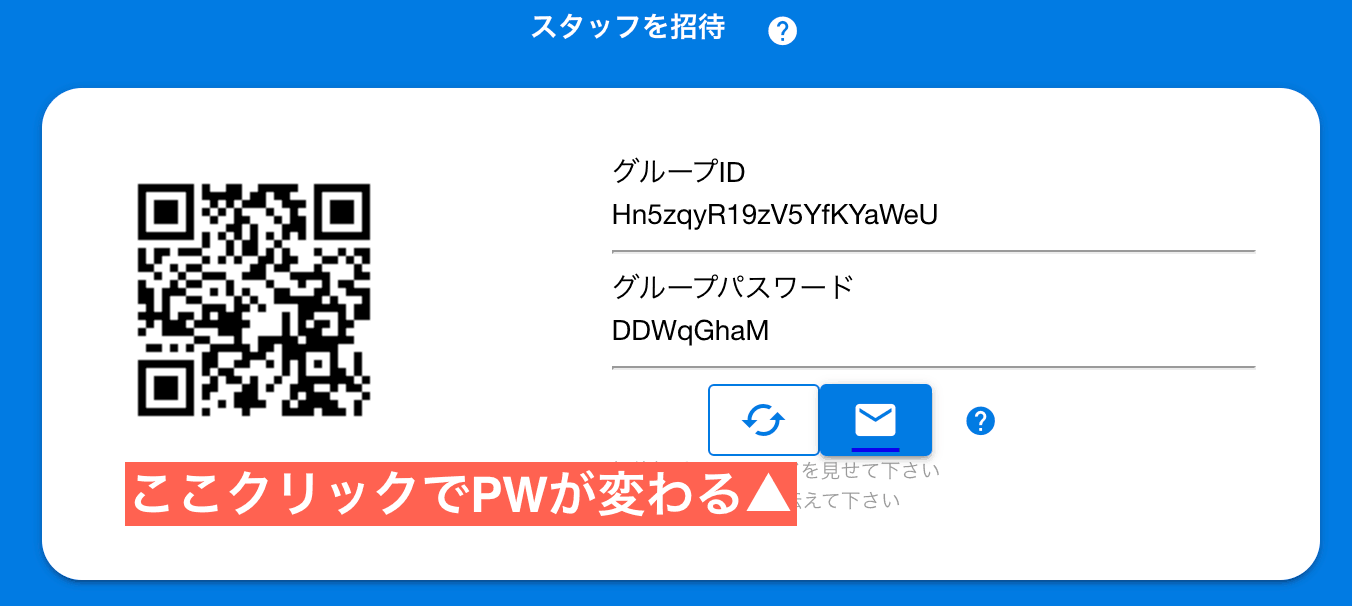 スタッフを招待 ?
グループID
Hn5zqyR19zV5YfKYaWeU
グループパスワード
DDWqGhaM
?
を見せて下さい
ここクリックでPWが変わる▲
えて下さい